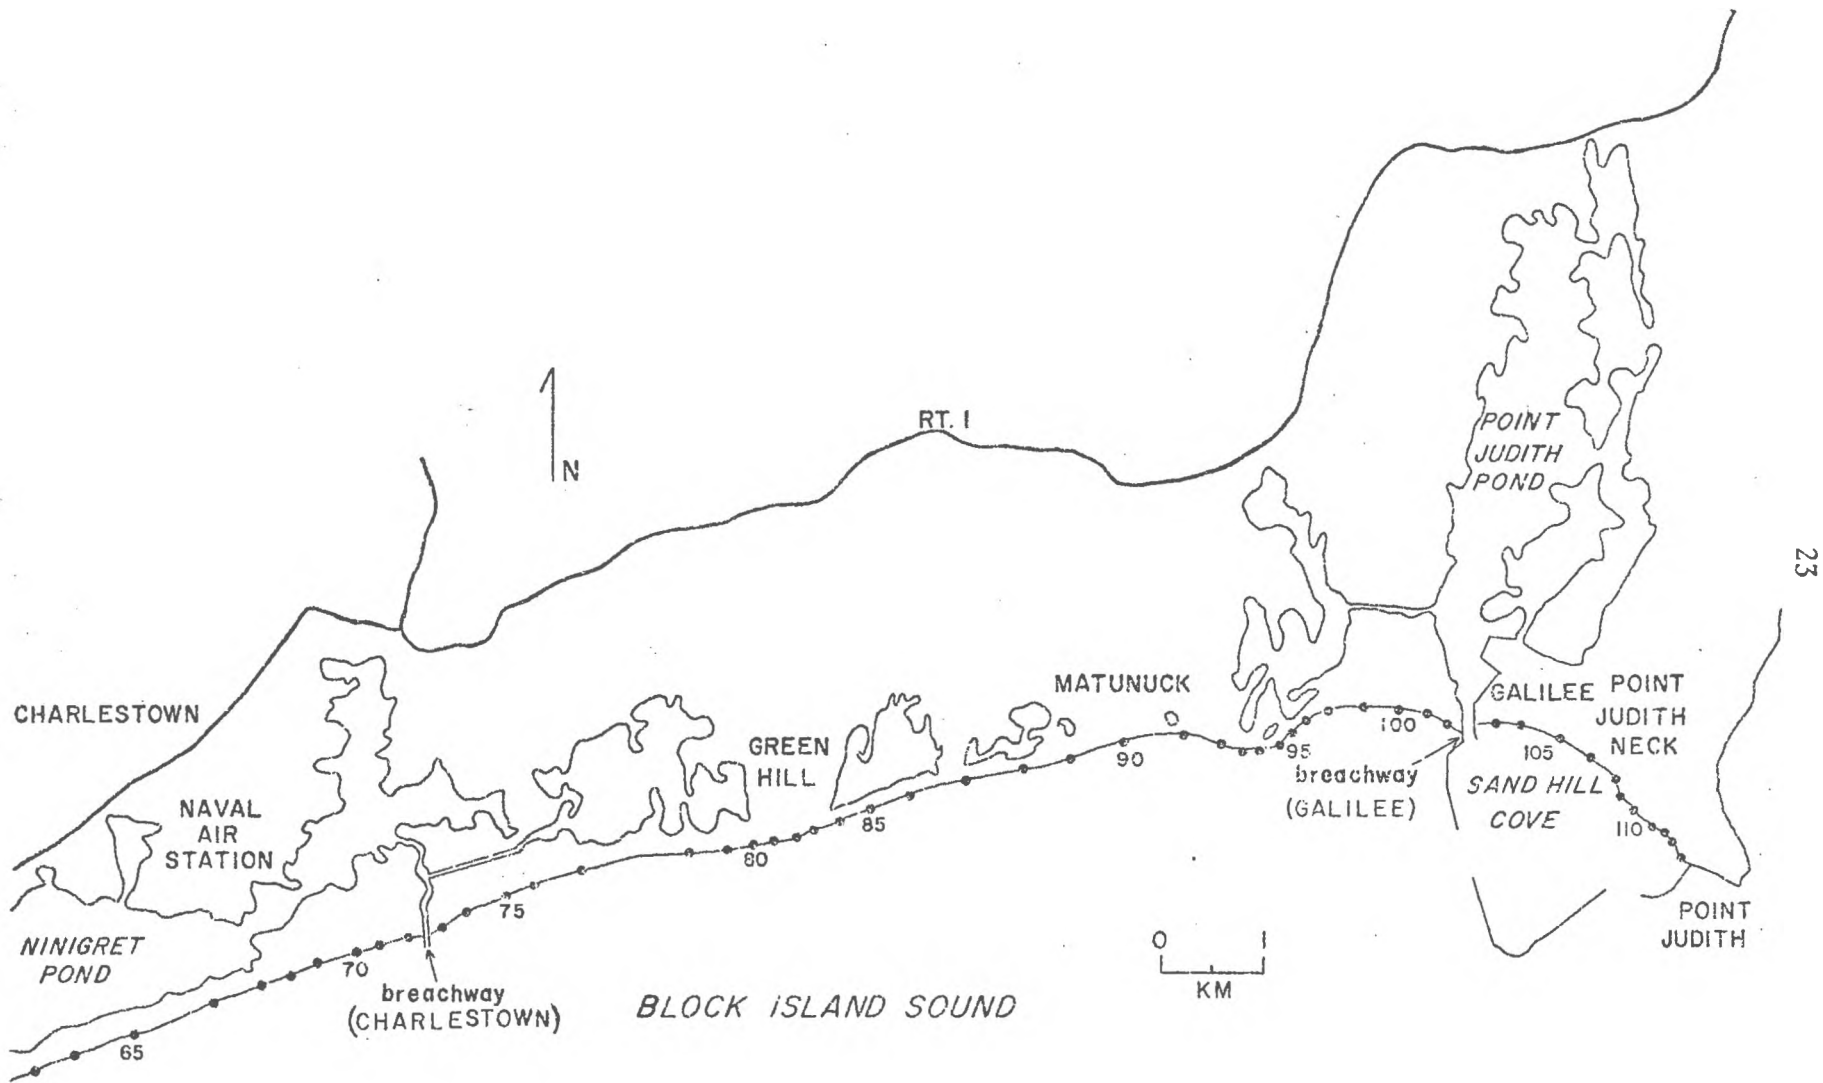 RT. 1
N
POINT
JUDITH
POND
23
MATUNUCK
CHARLESTOWN
GALILEE
POINT
JUDITH
NECK
GREEN
HILL
NAVAL
AIR
STATION
100
95
90
105
breachway
(GALILEE)
SAND HILL
COVE
110
85
80
75
70
65
NINIGRET
POND
breachway
(CHARLESTOWN)
BLOCK ISLAND SOUND
0 1
KM
POINT
JUDITH